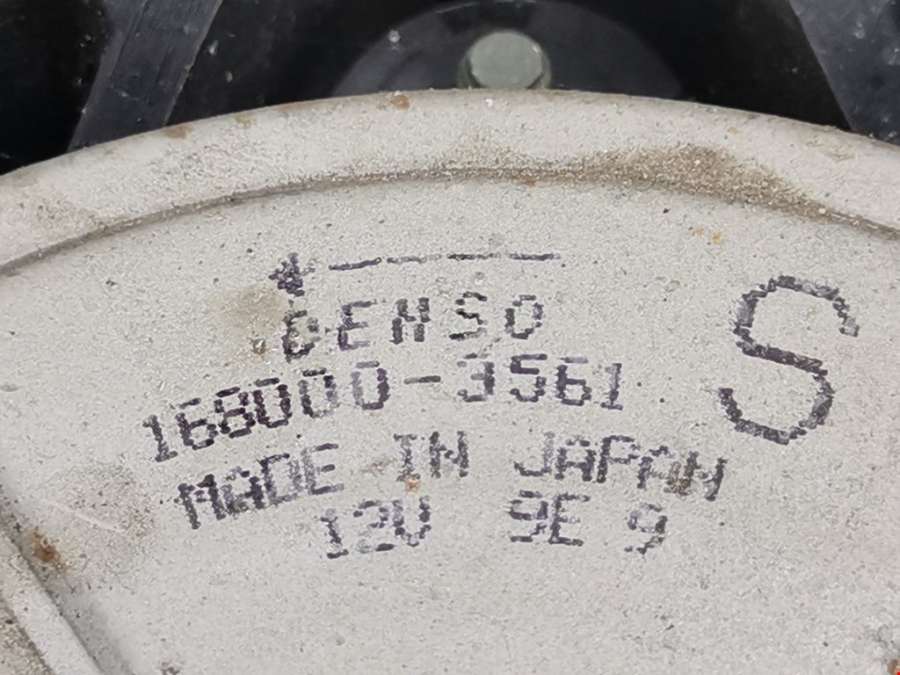 DENSO
S
168000-3561
MADE IN JAPAN
12V 9E 9